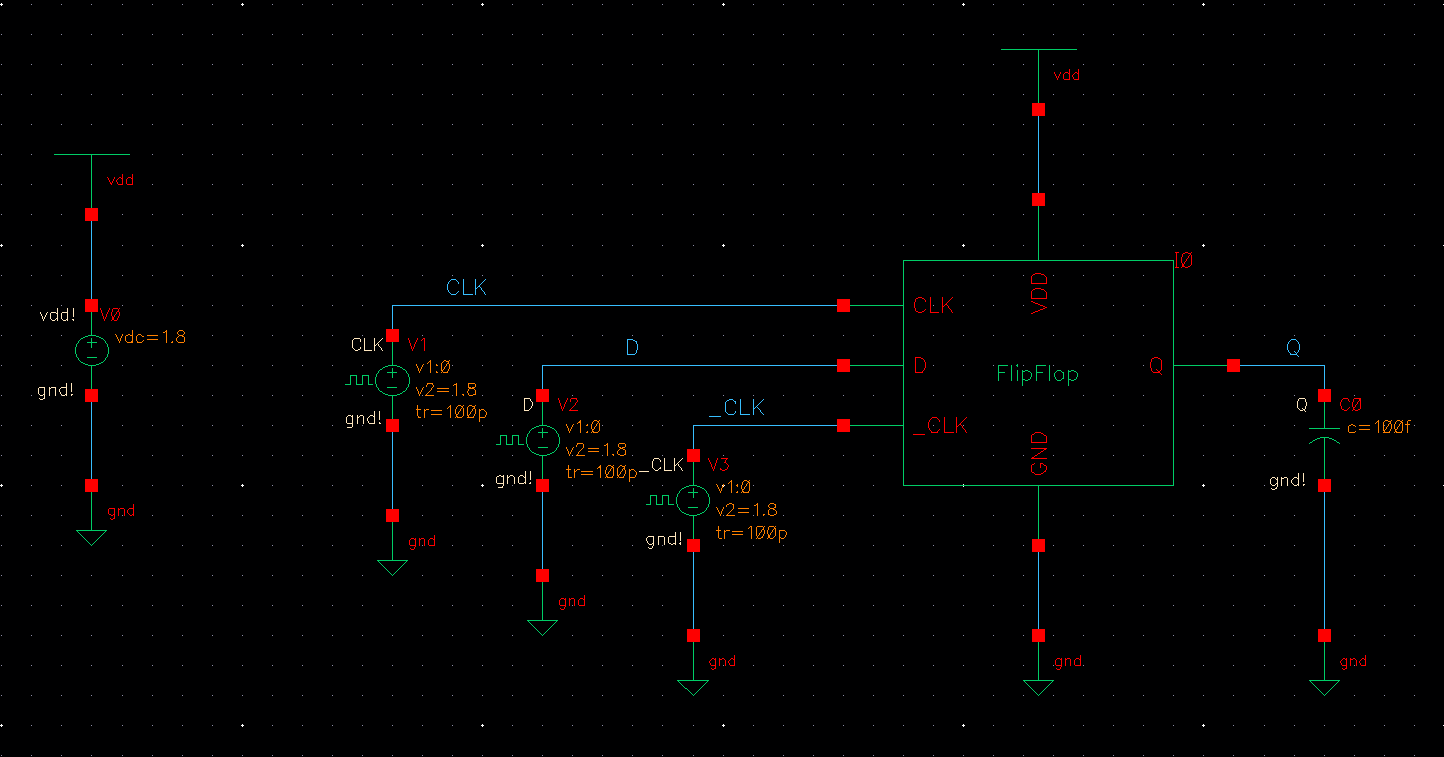 vdd
vdd
vdd!
V0
vdc=1.8
gnd!
gnd
CLK
CLK
V1
v1:0
v2=1.8
tr=100p
gnd!
gnd
D
D
V2
v1:0
v2=1.8
tr=100p
gnd!
gnd
_CLK
_CLK
V3
v1:0
v2=1.8
tr=100p
gnd!
gnd
I0
VDD
CLK
D
_CLK
FlipFlop
Q
GND
gnd
Q
Q
C0
c=100f
gnd!
gnd